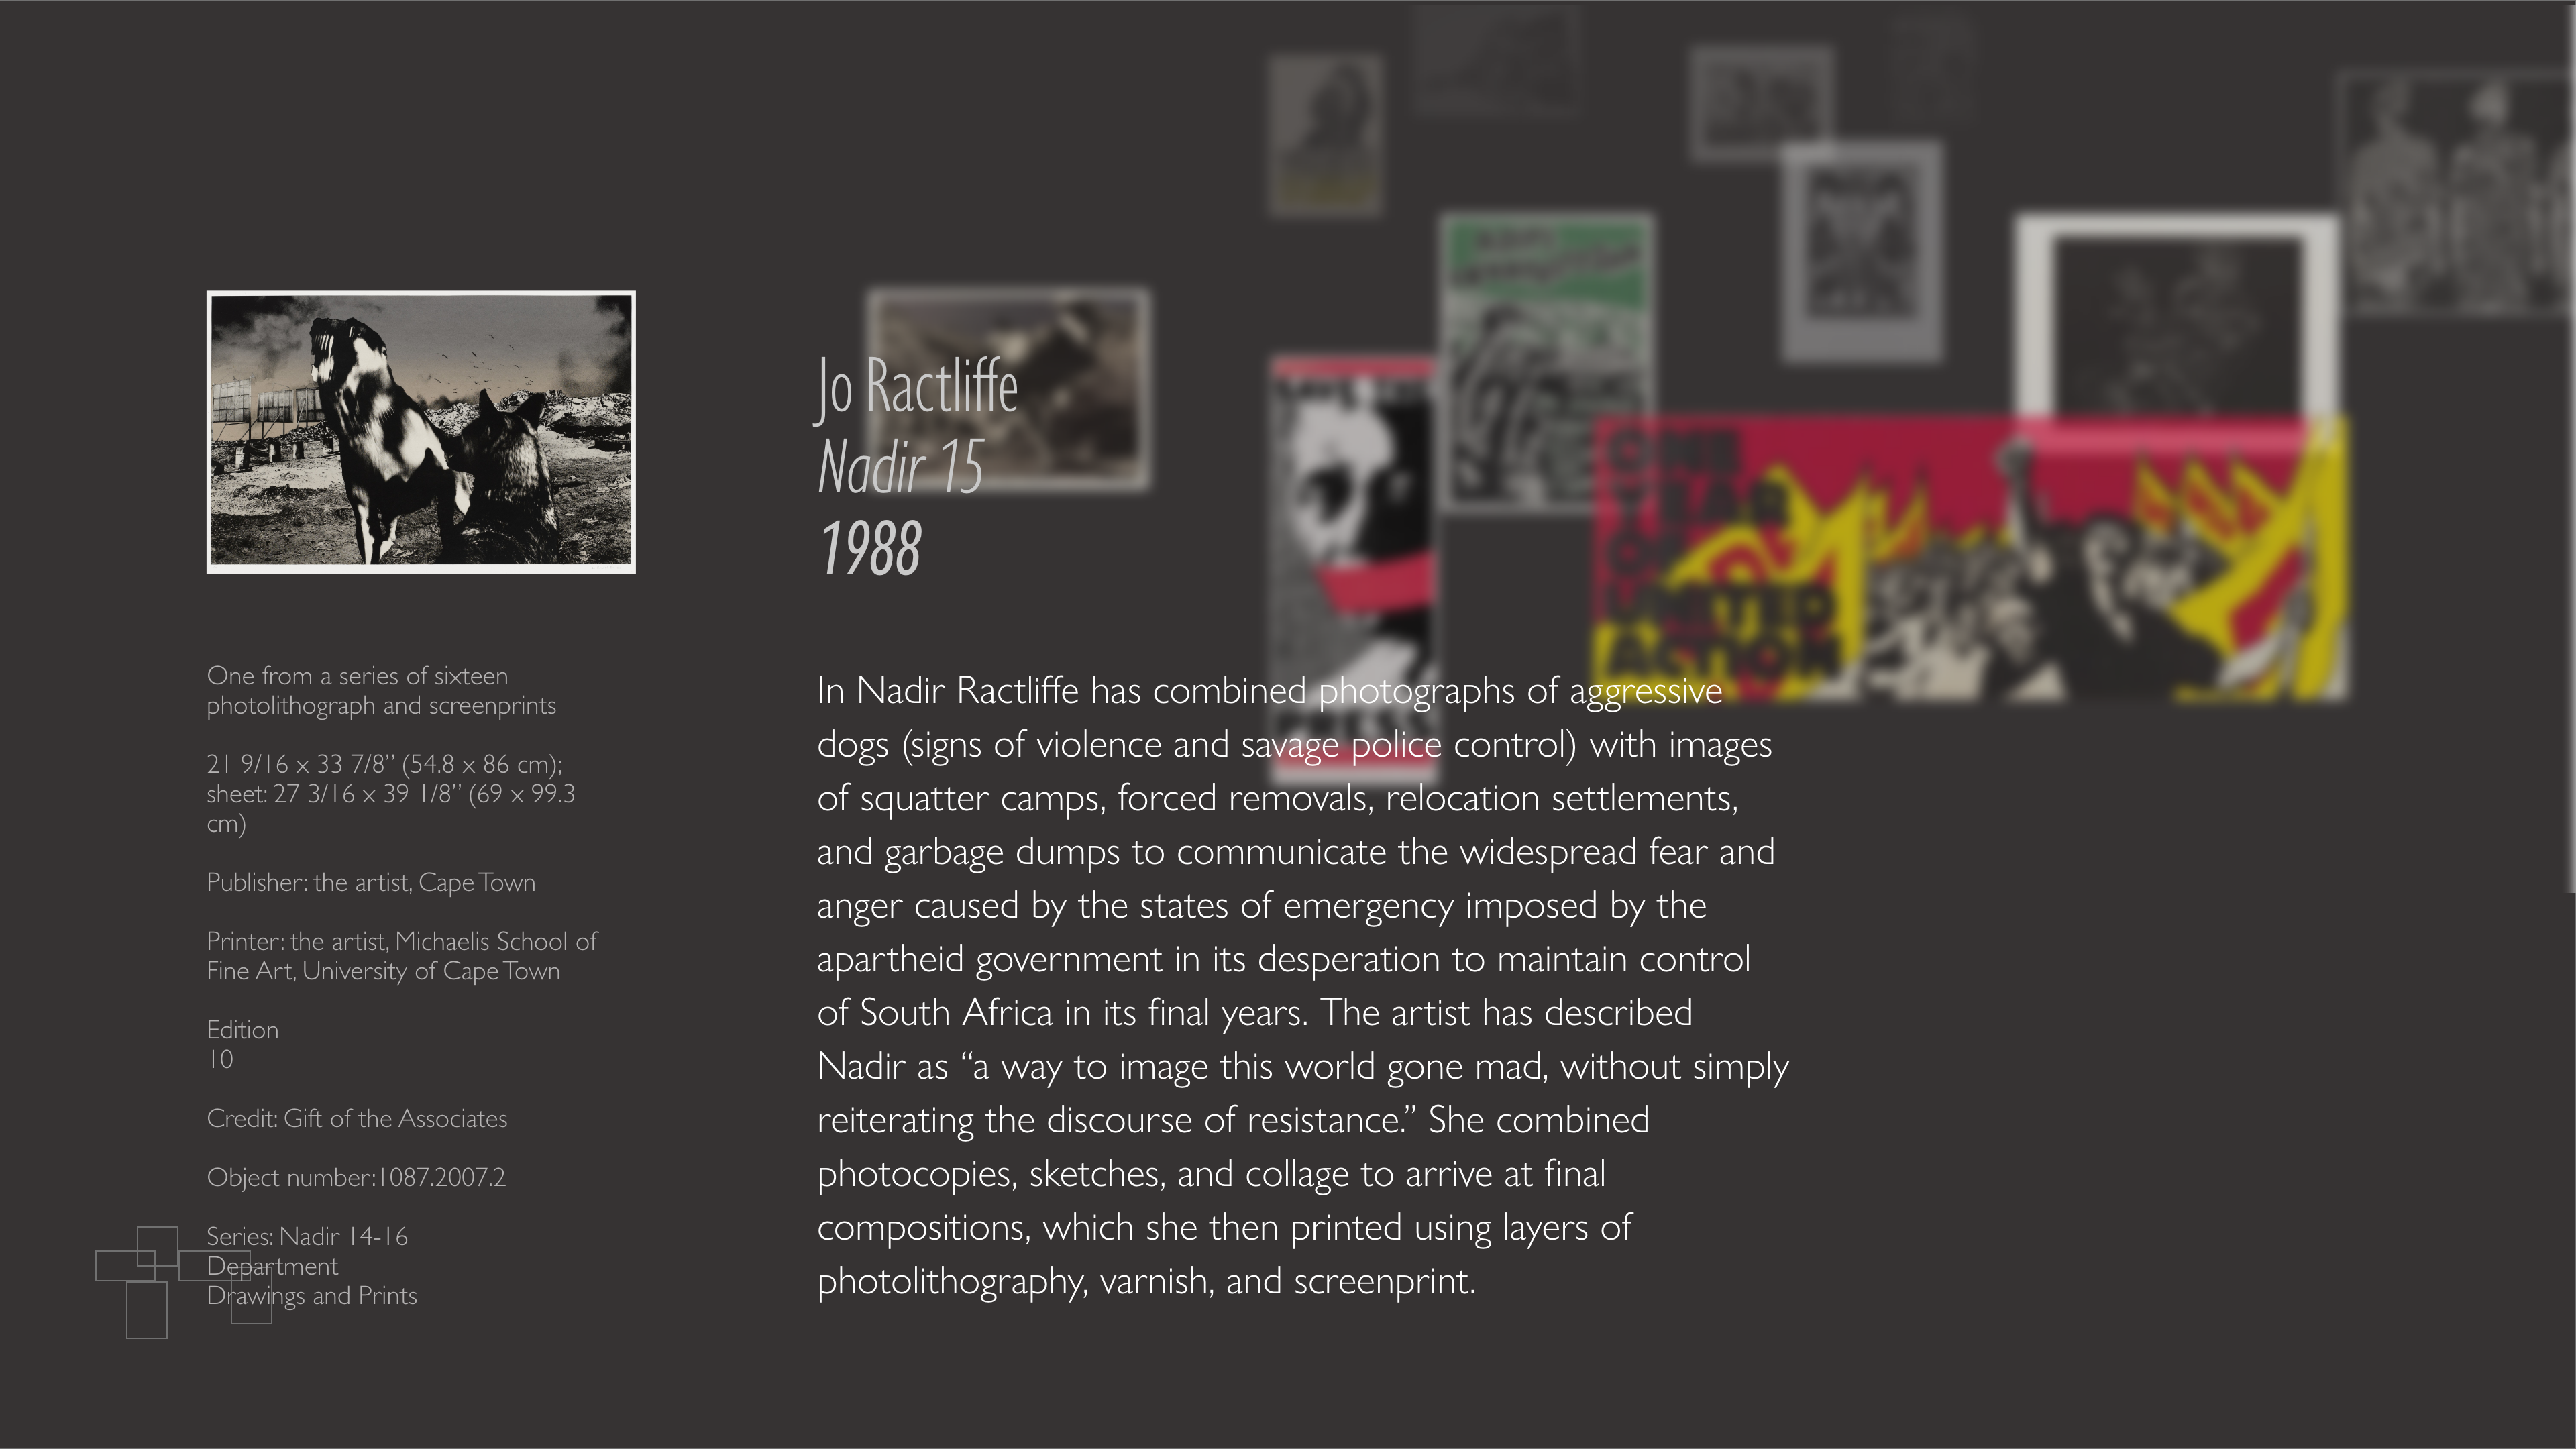 Jo Ractliffe
Nadir 15
1988
One from a series of sixteen
photolithograph and screenprints
21 9/16 x 33 7/8’’ (54.8 x 86 cm);
sheet: 27 3/16 x 39 1/8’’ (69 x 99.3
cm)
Publisher: the artist, Cape Town
Printer: the artist, Michaelis School of
Fine Art, University of Cape Town
Edition
10
Credit: Gift of the Associates
Object number:1087.2007.2
Series: Nadir 14-16
Department
Drawings and Prints
In Nadir Ractliffe has combined photographs of aggressive
dogs (signs of violence and savage police control) with images
of squatter camps, forced removals, relocation settlements,
and garbage dumps to communicate the widespread fear and
anger caused by the states of emergency imposed by the
apartheid government in its desperation to maintain control
of South Africa in its final years. The artist has described
Nadir as “a way to image this world gone mad, without simply
reiterating the discourse of resistance.” She combined
photocopies, sketches, and collage to arrive at final
compositions, which she then printed using layers of
photolithography, varnish, and screenprint.
ONE
YEAR
OF
UNITED
ACTION